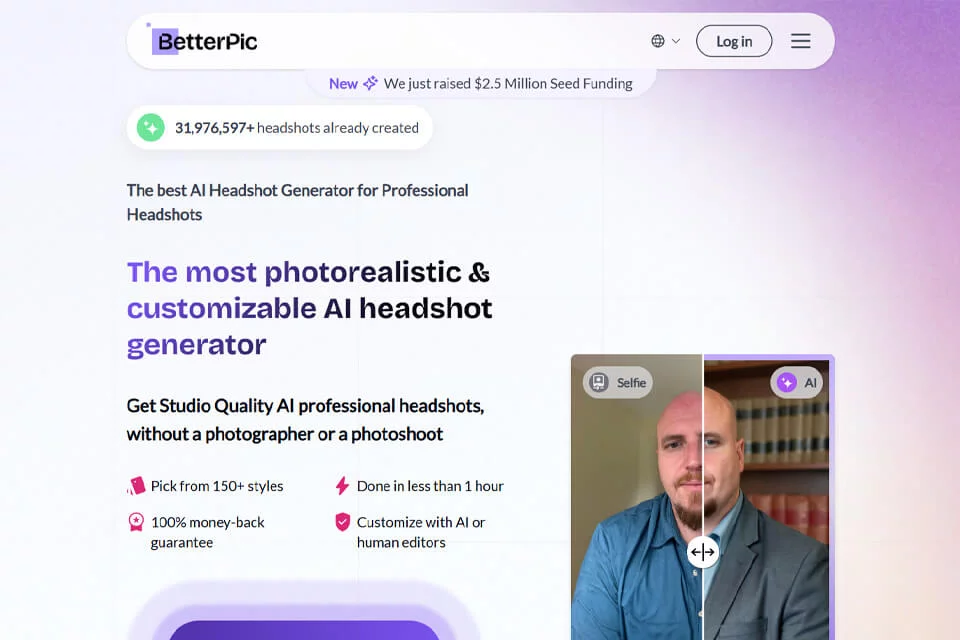 BetterPic
Log in
New We just raised $2.5 Million Seed Funding
31,976,597+ headshots already created
The best AI Headshot Generator for Professional
Headshots
The most photorealistic &
customizable AI headshot
generator
Get Studio Quality AI professional headshots,
without a photographer or a photoshoot
Pick from 150+ styles
Done in less than 1 hour
100% money-back
guarantee
Customize with AI or
human editors
Selfie
AI